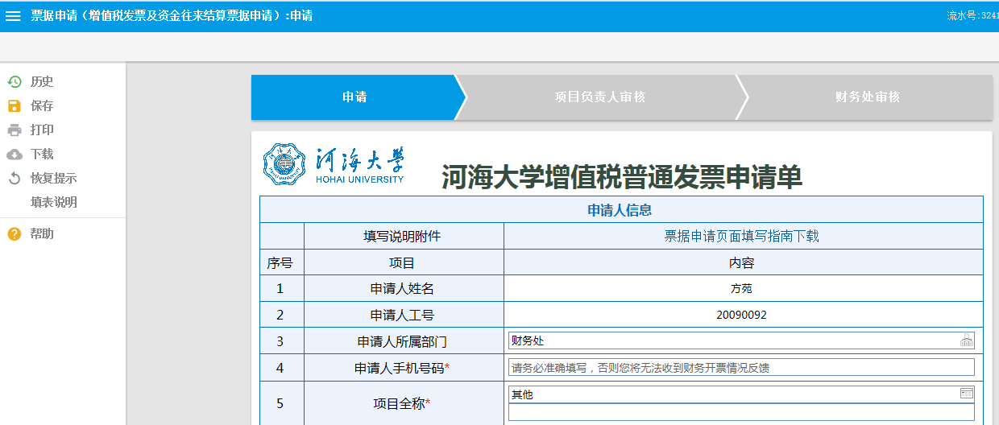 票据申请（增值税发票及资金往来结算票据申请）:申请
流水号:3241
历史
保存
打印
下载
恢复提示
填表说明
帮助
申请
项目负责人审核
财务处审核
河海大学
HOHAI UNIVERSITY
河海大学增值税普通发票申请单
申请人信息
填写说明附件 票据申请页面填写指南下载
序号 项目 内容
1 申请人姓名 方苑
2 申请人工号 20090092
3 申请人所属部门 财务处
4 申请人手机号码* 请务必准确填写，否则您将无法收到财务开票情况反馈
5 项目全称* 其他